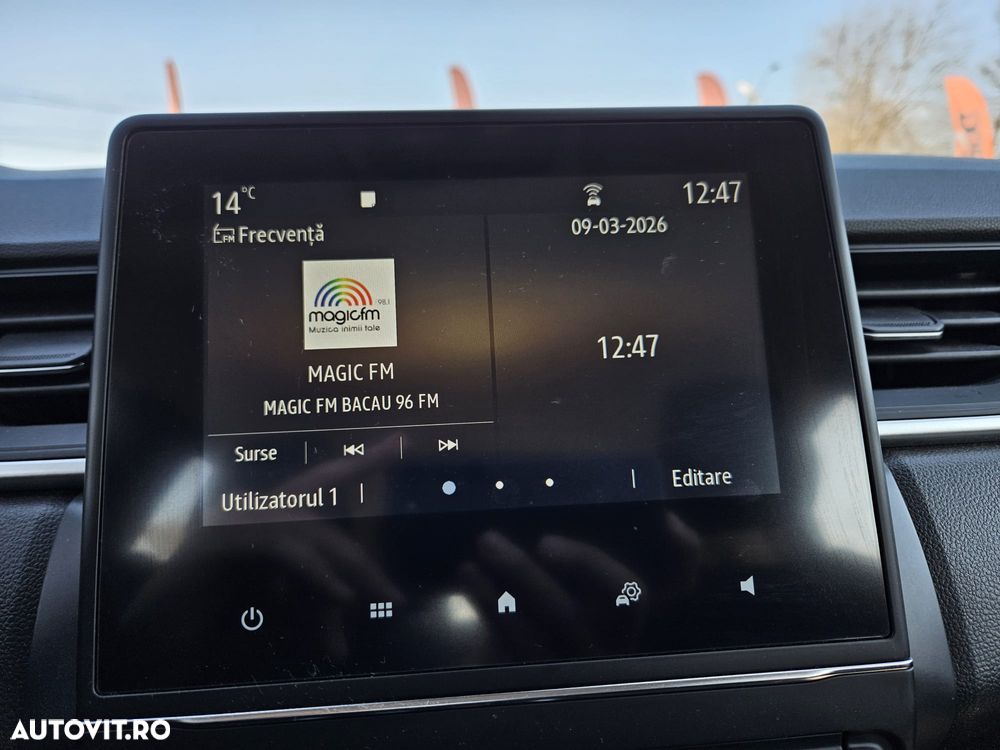 14°C
12:47
FM Frecvență
09-03-2026
98.1
magicfm
Muzica inimii tale
12:47
MAGIC FM
MAGIC FM BACAU 96 FM
Surse
Utilizatorul 1
Editare
AUTOVIT.RO